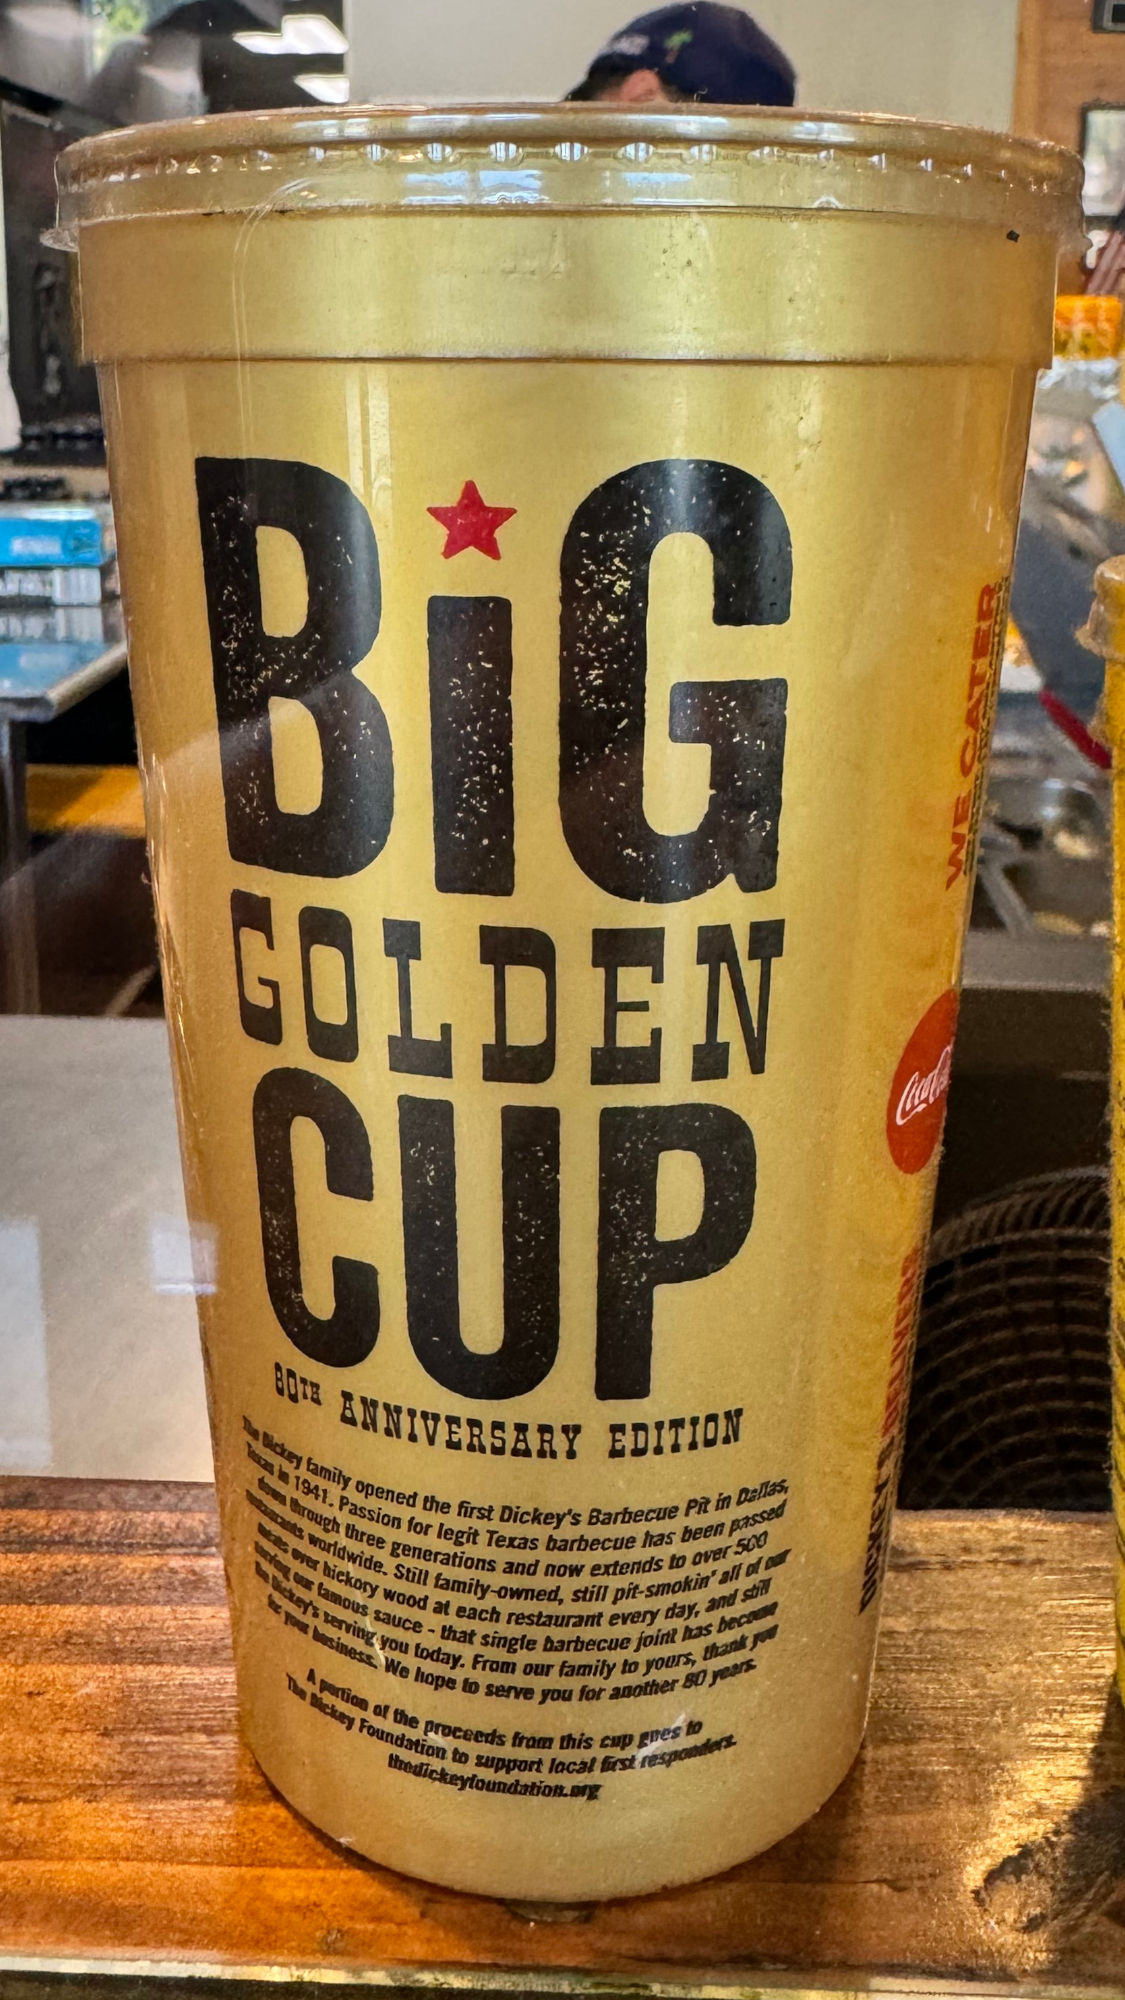 BiG
GOLDEN
CUP
80TH ANNIVERSARY EDITION
The Dickey family opened the first Dickey's Barbecue Pit in Dallas,
Texas in 1941. Passion for legit Texas barbecue has been passed
down through three generations and now extends to over 500
restaurants worldwide. Still family-owned, still pit-smokin' all of our
meats over hickory wood at each restaurant every day, and still
serving our famous sauce - that single barbecue joint has become
the Dickey's serving you today. From our family to yours, thank you
for your business. We hope to serve you for another 80 years.
A portion of the proceeds from this cup goes to
The Dickey Foundation to support local first responders.
thedickeyfoundation.org
WE CATER
Coca-Cola
DICKEY'S DELIVERS